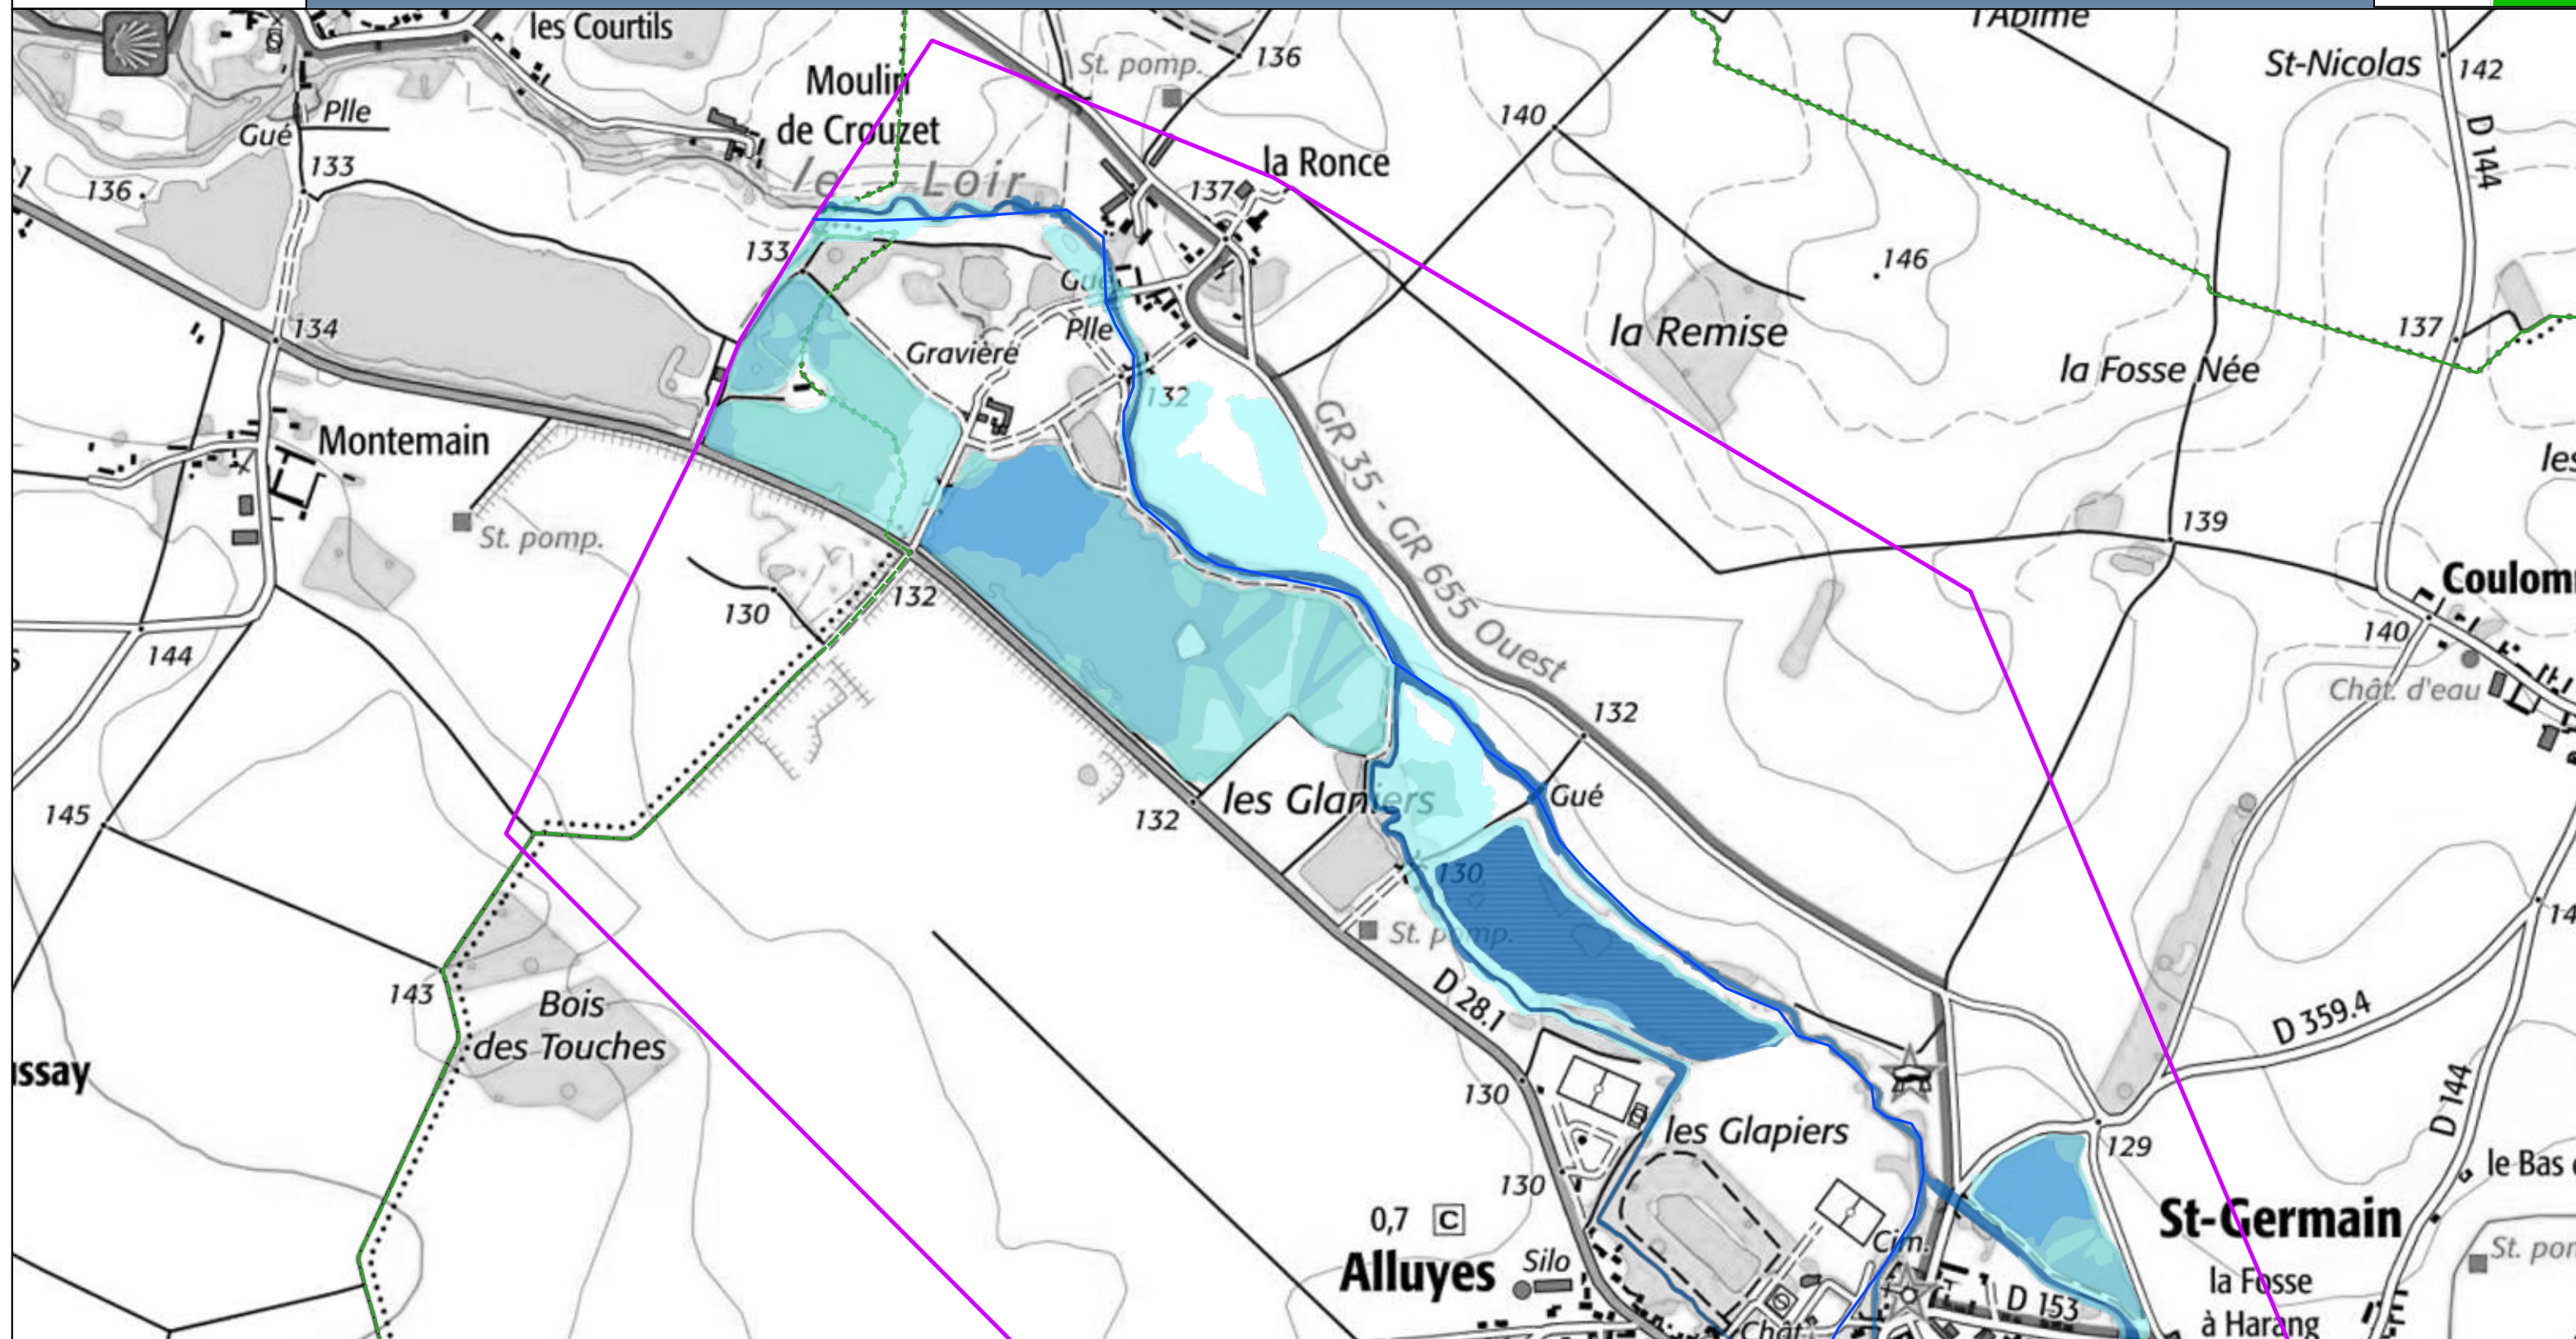 les Courtils
l'Abîme
St-Nicolas
142
136
St. pomp.
Moulin
de Crouzet
Plle
Gué
133
136
140
la Ronce
D 144
le Loir
137
133
146
134
Gué
Plle
Gravière
la Remise
137
la Fosse Née
132
GR 35 - GR 655 Ouest
Montemain
St. pomp.
139
130
132
Coulom
140
144
Chât. d'eau
132
145
les Glaniers
132
Gué
130
St. pomp.
143
Bois
des Touches
D 28.1
D 359.4
ssay
130
les Glapiers
D 144
129
130
le Bas
0,7 C
St-Germain
Cim.
Alluyes
Silo
St. pom
la Fosse
à Harang
D 153
Chât.